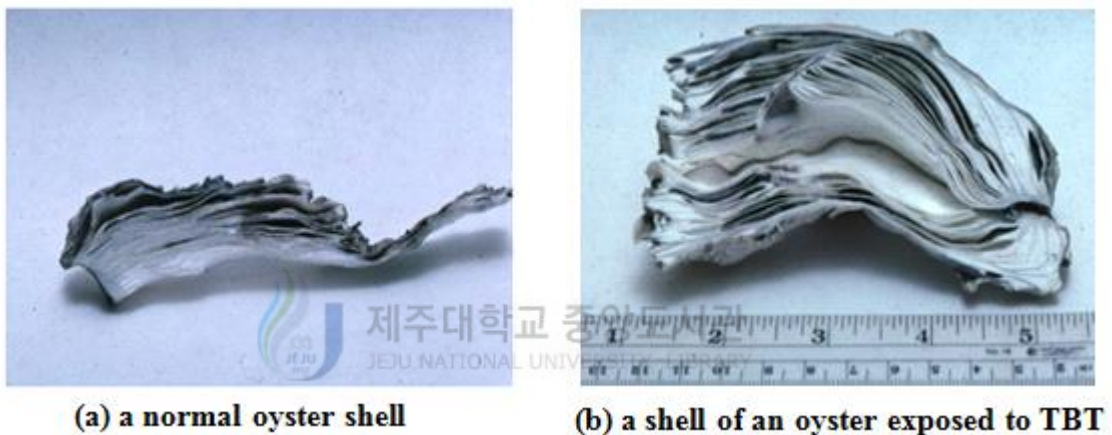 제주대학교 중앙도서관
JEJU NATIONAL UNIVERSITY LIBRARY
JEJU
1 2 3 4 5
(a) a normal oyster shell
(b) a shell of an oyster exposed to TBT